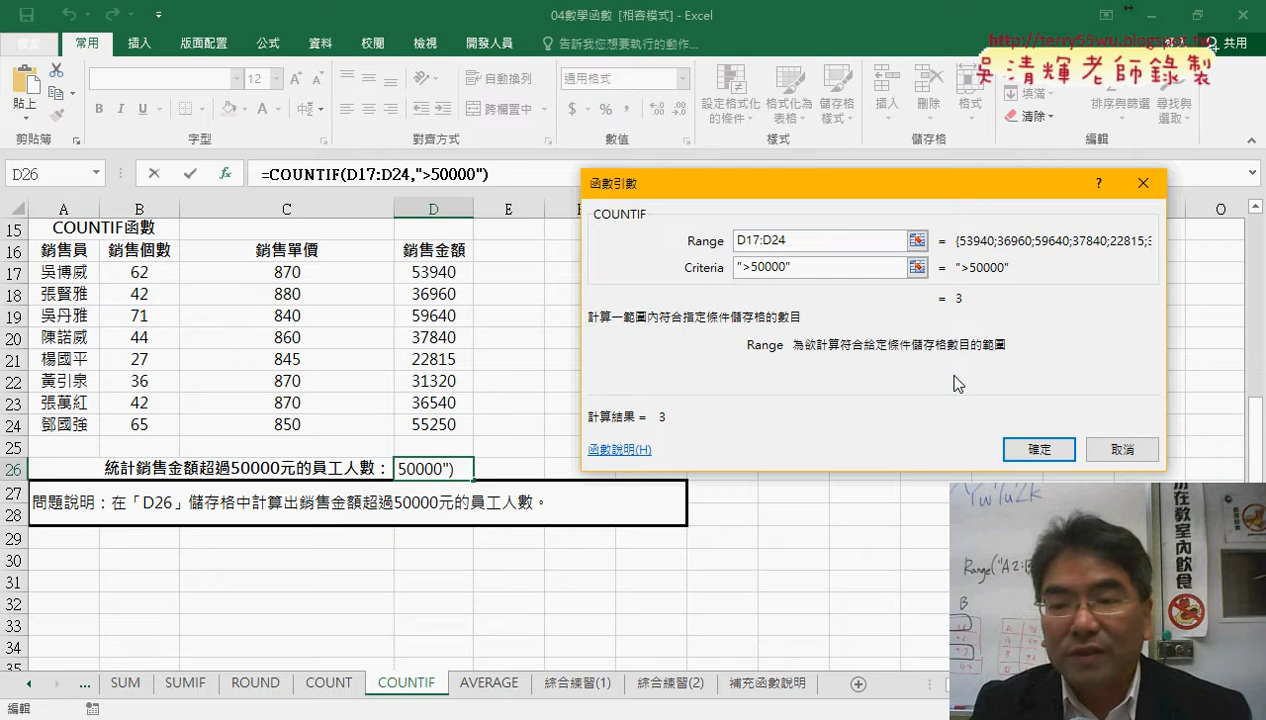 04數學函數 [相容模式] - Excel
檔案 常用 插入 版面配置 公式 資料 校閱 檢視 開發人員 告訴我您想要執行的動作... 共用
http://terry55wu.blogspot.tw
吳清輝老師錄製
貼上 12 自動換列 跨欄置中 通用格式 設定格式化的條件 格式化為表格 儲存格樣式 插入 刪除 格式 填滿 清除 排序與篩選 尋找與選取
剪貼簿 字型 對齊方式 數值 樣式 儲存格 編輯
D26 =COUNTIF(D17:D24,">50000")
A B C D E O
15 COUNTIF函數
16 銷售員 銷售個數 銷售單價 銷售金額
17 吳博威 62 870 53940
18 張賢雅 42 880 36960
19 吳丹雅 71 840 59640
20 陳諾威 44 860 37840
21 楊國平 27 845 22815
22 黃引泉 36 870 31320
23 張萬紅 42 870 36540
24 鄧國強 65 850 55250
25
26 統計銷售金額超過50000元的員工人數： 50000")
27 問題說明：在「D26」儲存格中計算出銷售金額超過50000元的員工人數。
28
29
30
31
32
33
34
35
函數引數
COUNTIF
Range D17:D24 = {53940;36960;59640;37840;22815;3
Criteria ">50000" = ">50000"
= 3
計算一範圍內符合指定條件儲存格的數目
Range 為欲計算符合給定條件儲存格數目的範圍
計算結果 = 3
函數說明(H) 確定 取消
所在教室內飲食
Range("A2:B
B
... SUM SUMIF ROUND COUNT COUNTIF AVERAGE 綜合練習(1) 綜合練習(2) 補充函數說明
編輯